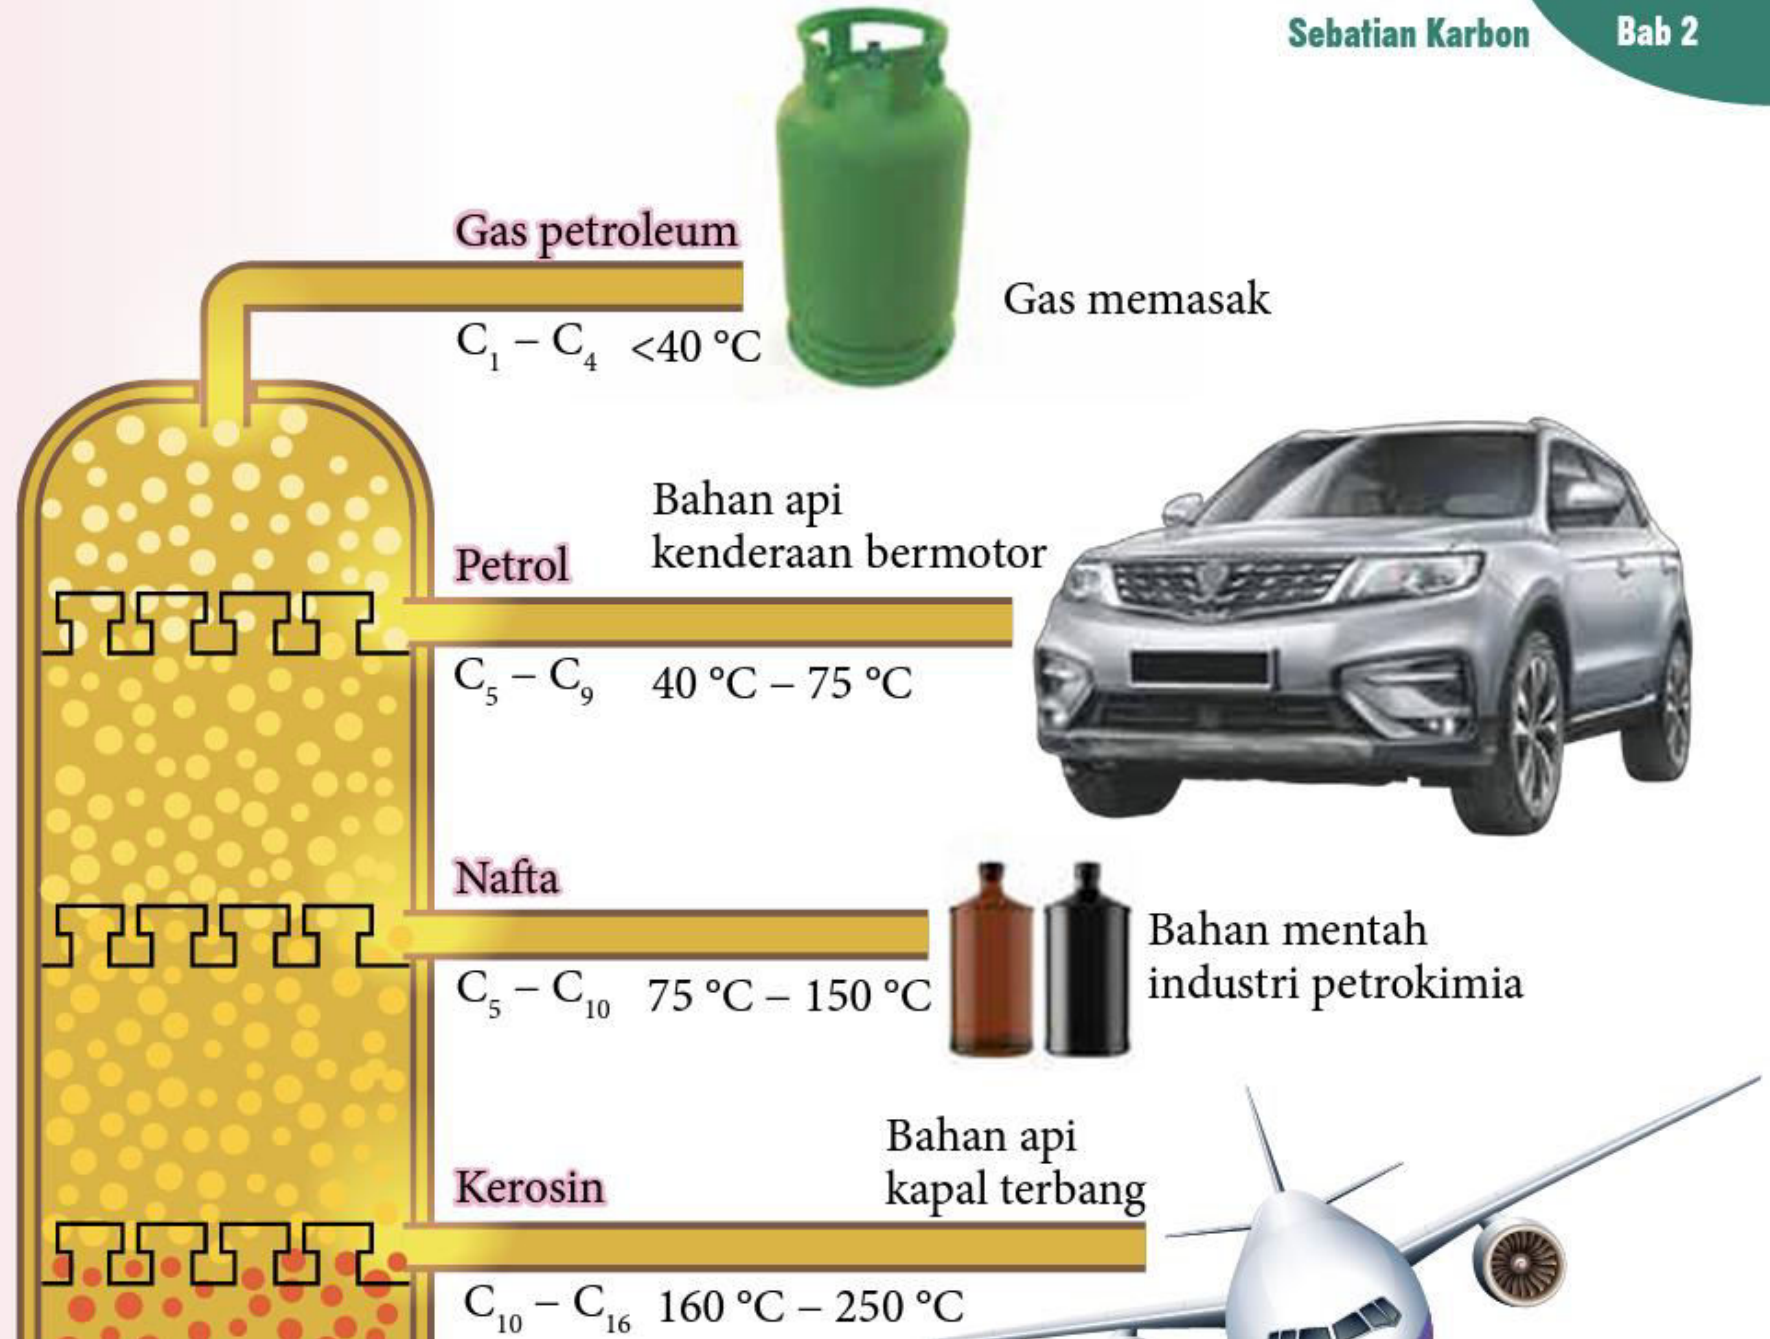 Sebatian Karbon Bab 2
Gas petroleum
Gas memasak
C₁ – C₄ <40 °C
Bahan api
kenderaan bermotor
Petrol
C₅ – C₉ 40 °C – 75 °C
Nafta
Bahan mentah
industri petrokimia
C₅ – C₁₀ 75 °C – 150 °C
Bahan api
kapal terbang
Kerosin
C₁₀ – C₁₆ 160 °C – 250 °C